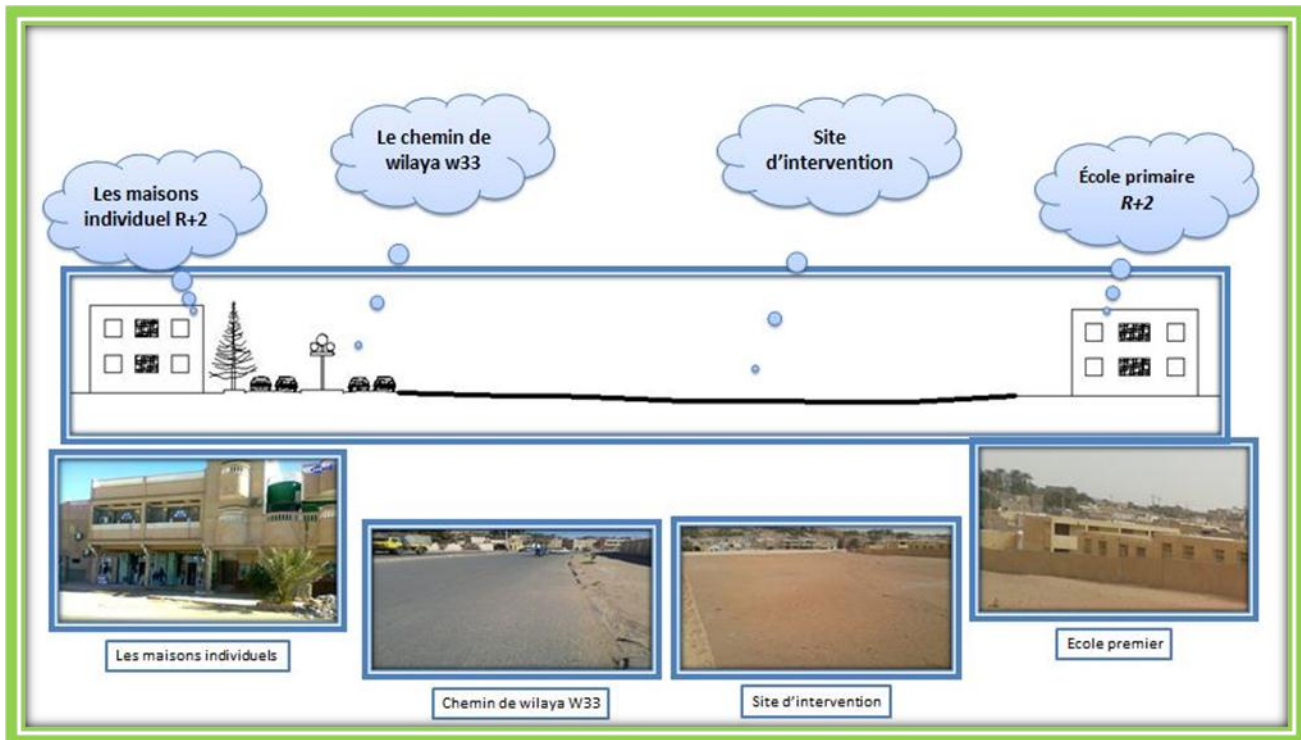 Le chemin de
wilaya w33
Site
d'intervention
Les maisons
individuel R+2
École primaire
R+2
Les maisons individuels
Chemin de wilaya W33
Site d'intervention
Ecole premier